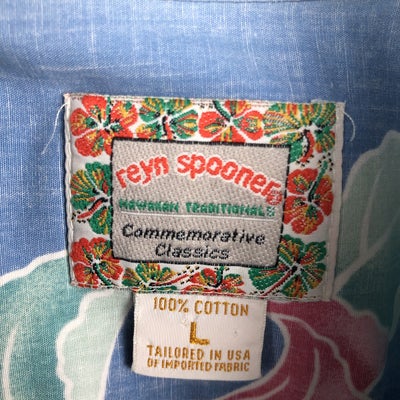 reyn spooner
HAWAIIAN TRADITIONALS
Commemorative
Classics
100% COTTON
L
TAILORED IN USA
OF IMPORTED FABRIC